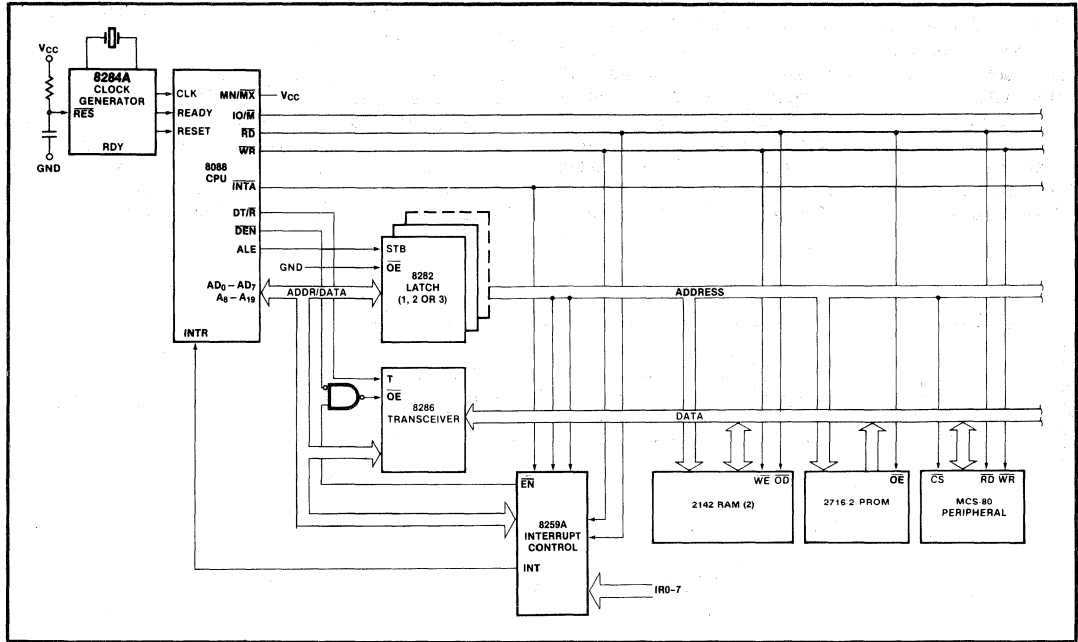 VCC
8284A
CLOCK
GENERATOR
RES
RDY
GND
CLK
READY
RESET
8088
CPU
MN/MX
VCC
IO/M
RD
WR
INTA
DT/R
DEN
ALE
AD0 – AD7
A8 – A19
INTR
ADDR/DATA
GND
STB
OE
8282
LATCH
(1, 2 OR 3)
ADDRESS
T
OE
8286
TRANSCEIVER
DATA
EN
8259A
INTERRUPT
CONTROL
INT
IR0-7
WE OD
2142 RAM (2)
OE
2716-2 PROM
CS RD WR
MCS-80
PERIPHERAL